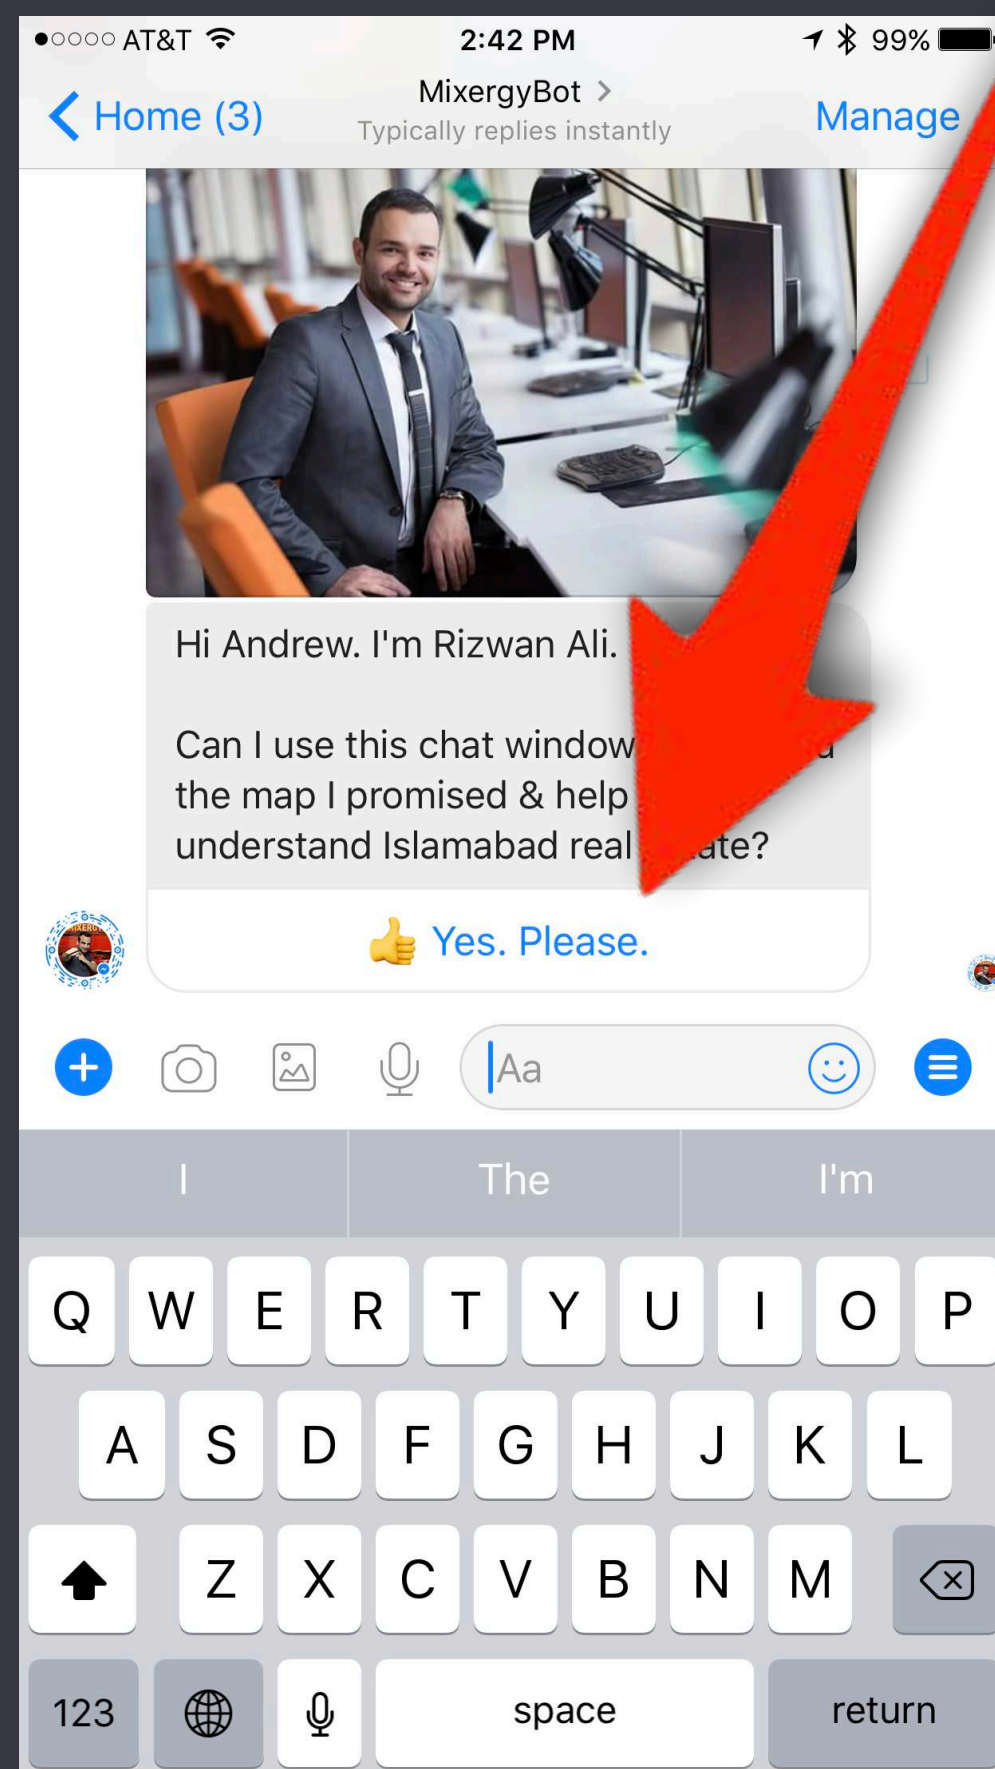 AT&T 2:42 PM 99%
Home (3) MixergyBot Manage
Typically replies instantly
Hi Andrew. I'm Rizwan Ali.
Can I use this chat window
the map I promised & help
understand Islamabad real ate?
MIXERGY
👍 Yes. Please.
Aa
I The I'm
Q W E R T Y U I O P
A S D F G H J K L
Z X C V B N M
123 space return